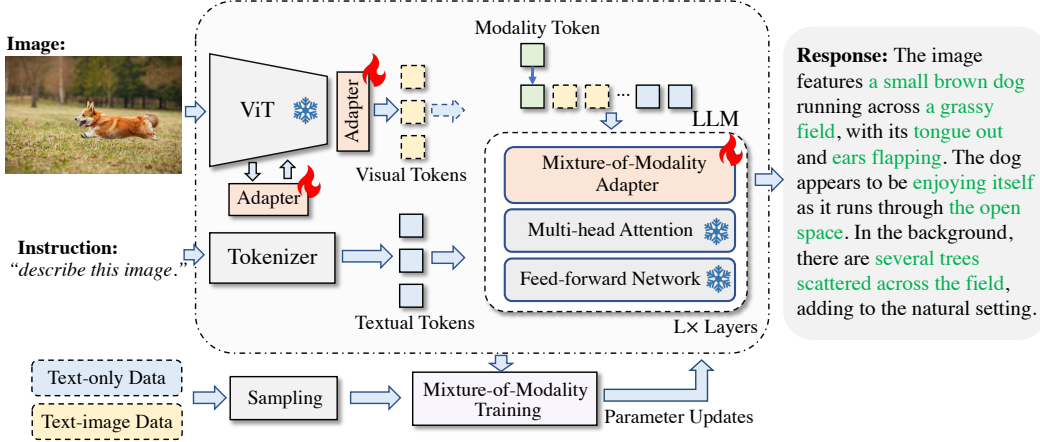 Image:
ViT
Adapter
Adapter
Visual Tokens
Modality Token
...
LLM
Mixture-of-Modality
Adapter
Multi-head Attention
Feed-forward Network
L× Layers
Instruction:
“describe this image.”
Tokenizer
Textual Tokens
Response: The image
features a small brown dog
running across a grassy
field, with its tongue out
and ears flapping. The dog
appears to be enjoying itself
as it runs through the open
space. In the background,
there are several trees
scattered across the field,
adding to the natural setting.
Text-only Data
Text-image Data
Sampling
Mixture-of-Modality
Training
Parameter Updates